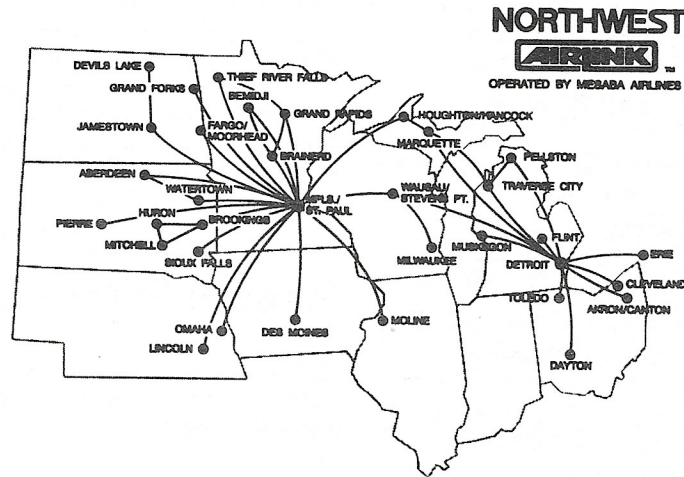 NORTHWEST
AIRLINK TM
OPERATED BY MESABA AIRLINES
DEVILS LAKE
THIEF RIVER FALLS
GRAND FORKS
BEMIDJI
GRAND RAPIDS
HOUGHTON/HANCOCK
JAMESTOWN
FARGO/
MOORHEAD
MARQUETTE
BRAINERD
PELLSTON
ABERDEEN
WATERTOWN
MPLS./
ST. PAUL
WAUSAU/
STEVENS PT.
TRAVERSE CITY
PIERRE
HURON
BROOKINGS
MITCHELL
SIOUX FALLS
MILWAUKEE
MUSKEGON
FLINT
DETROIT
ERIE
CLEVELAND
TOLEDO
AKRON/CANTON
OMAHA
LINCOLN
DES MOINES
MOLINE
DAYTON